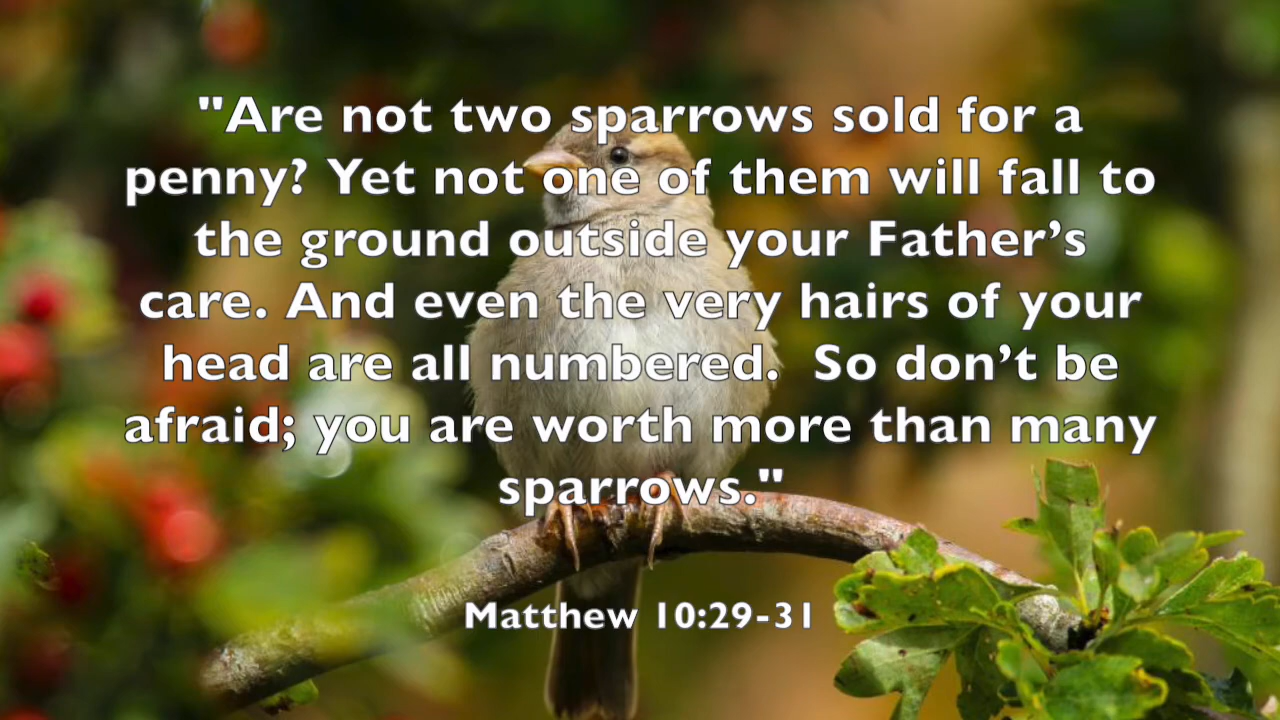 "Are not two sparrows sold for a
penny? Yet not one of them will fall to
the ground outside your Father’s
care. And even the very hairs of your
head are all numbered.  So don’t be
afraid; you are worth more than many
sparrows."
Matthew 10:29-31